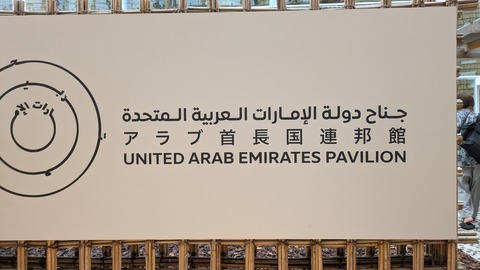 جناح دولة الإمارات العربية المتحدة
アラブ首長国連邦館
UNITED ARAB EMIRATES PAVILION